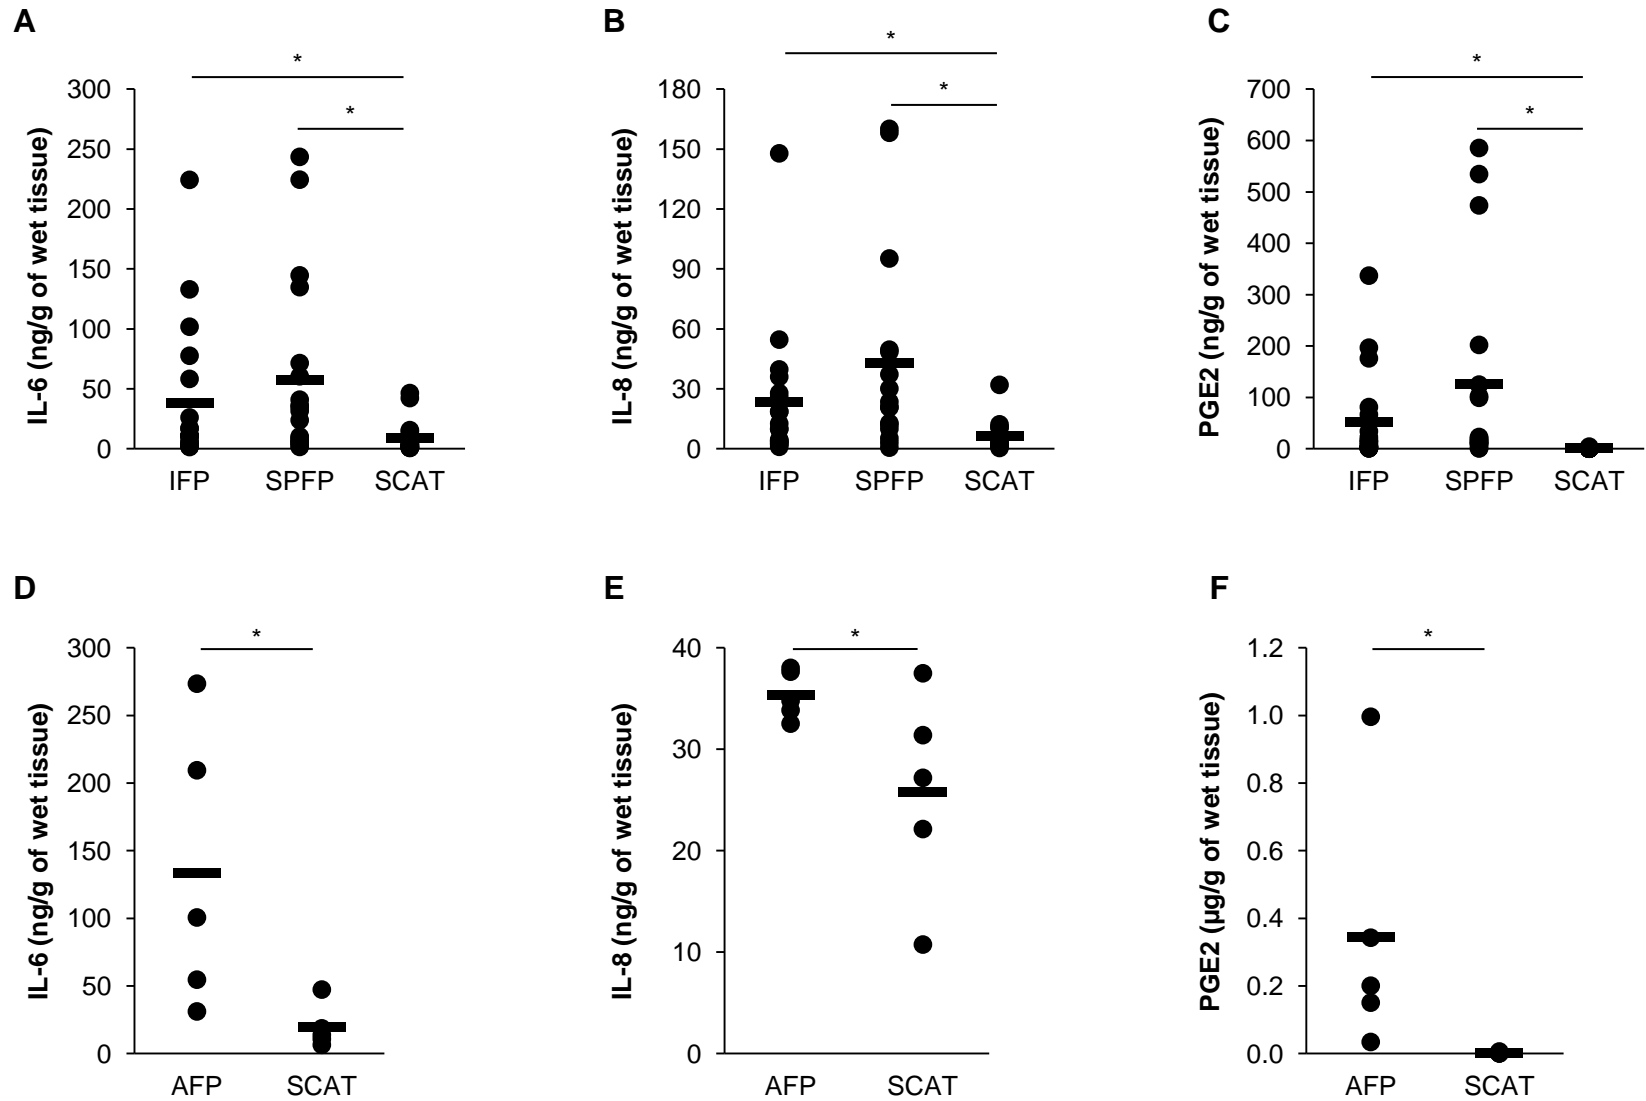 A
B
C
*
*
IL-6 (ng/g of wet tissue)
300
250
200
150
100
50
0
IFP SPFP SCAT
*
*
IL-8 (ng/g of wet tissue)
180
150
120
90
60
30
0
IFP SPFP SCAT
*
*
PGE2 (ng/g of wet tissue)
700
600
500
400
300
200
100
0
IFP SPFP SCAT
D
E
F
*
IL-6 (ng/g of wet tissue)
300
250
200
150
100
50
0
AFP SCAT
*
IL-8 (ng/g of wet tissue)
40
30
20
10
0
AFP SCAT
*
PGE2 (µg/g of wet tissue)
1.2
1.0
0.8
0.6
0.4
0.2
0.0
AFP SCAT